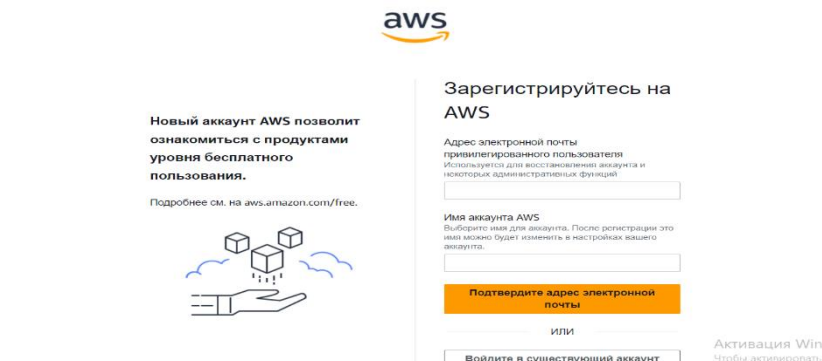 aws
Новый аккаунт AWS позволит
ознакомиться с продуктами
уровня бесплатного
пользования.
Подробнее см. на aws.amazon.com/free.
Зарегистрируйтесь на
AWS
Адрес электронной почты
привилегированного пользователя
Используется для восстановления аккаунта и
некоторых административных функций
Имя аккаунта AWS
Выберите имя для аккаунта. После регистрации это
имя можно будет изменить в настройках вашего
аккаунта.
Подтвердите адрес электронной
почты
ИЛИ
Войдите в существующий аккаунт
Активация Win
Чтобы активировать